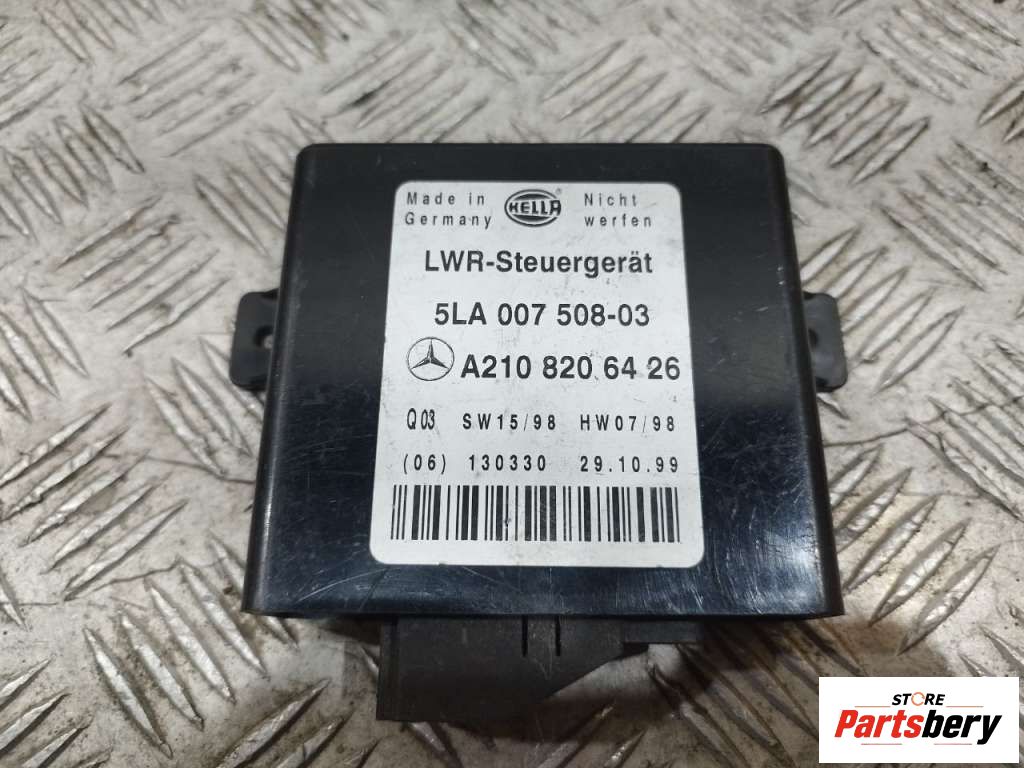 Made in
Germany
HELLA
®
Nicht
werfen
LWR-Steuergerät
5LA 007 508-03
A210 820 64 26
Q03 SW15/98 HW07/98
(06) 130330 29.10.99
STORE
Partsbery